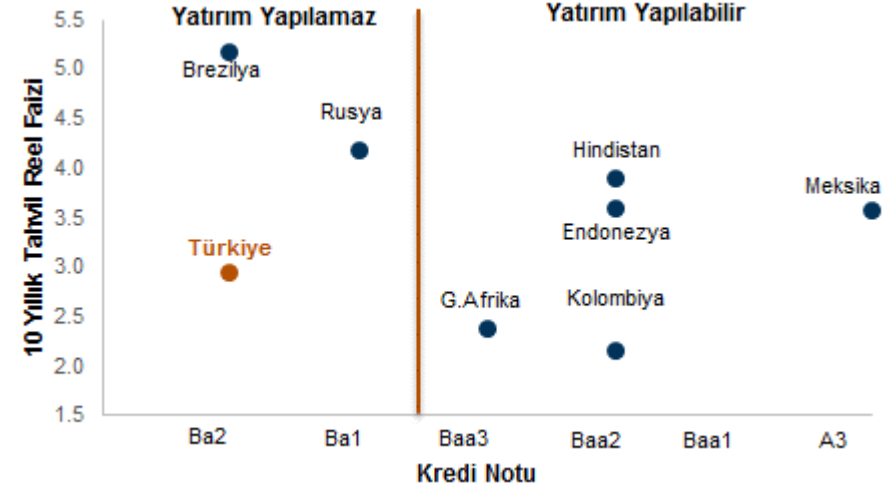 Yatırım Yapılamaz
Yatırım Yapılabilir
10 Yıllık Tahvil Reel Faizi
5.5
5.0
4.5
4.0
3.5
3.0
2.5
2.0
1.5
Brezilya
Rusya
Türkiye
Hindistan
Endonezya
Meksika
G.Afrika
Kolombiya
Ba2
Ba1
Baa3
Baa2
Baa1
A3
Kredi Notu